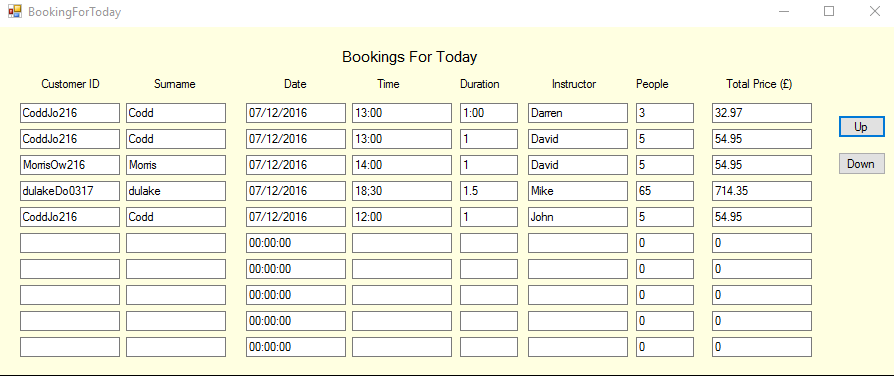 BookingForToday
Bookings For Today
Customer ID Surname Date Time Duration Instructor People Total Price (£)
CoddJo216 Codd 07/12/2016 13:00 1:00 Darren 3 32.97
Up
CoddJo216 Codd 07/12/2016 13:00 1 David 5 54.95
MorrisOw216 Morris 07/12/2016 14:00 1 David 5 54.95
Down
dulakeDo0317 dulake 07/12/2016 18;30 1.5 Mike 65 714.35
CoddJo216 Codd 07/12/2016 12:00 1 John 5 54.95
00:00:00 0 0
00:00:00 0 0
00:00:00 0 0
00:00:00 0 0
00:00:00 0 0